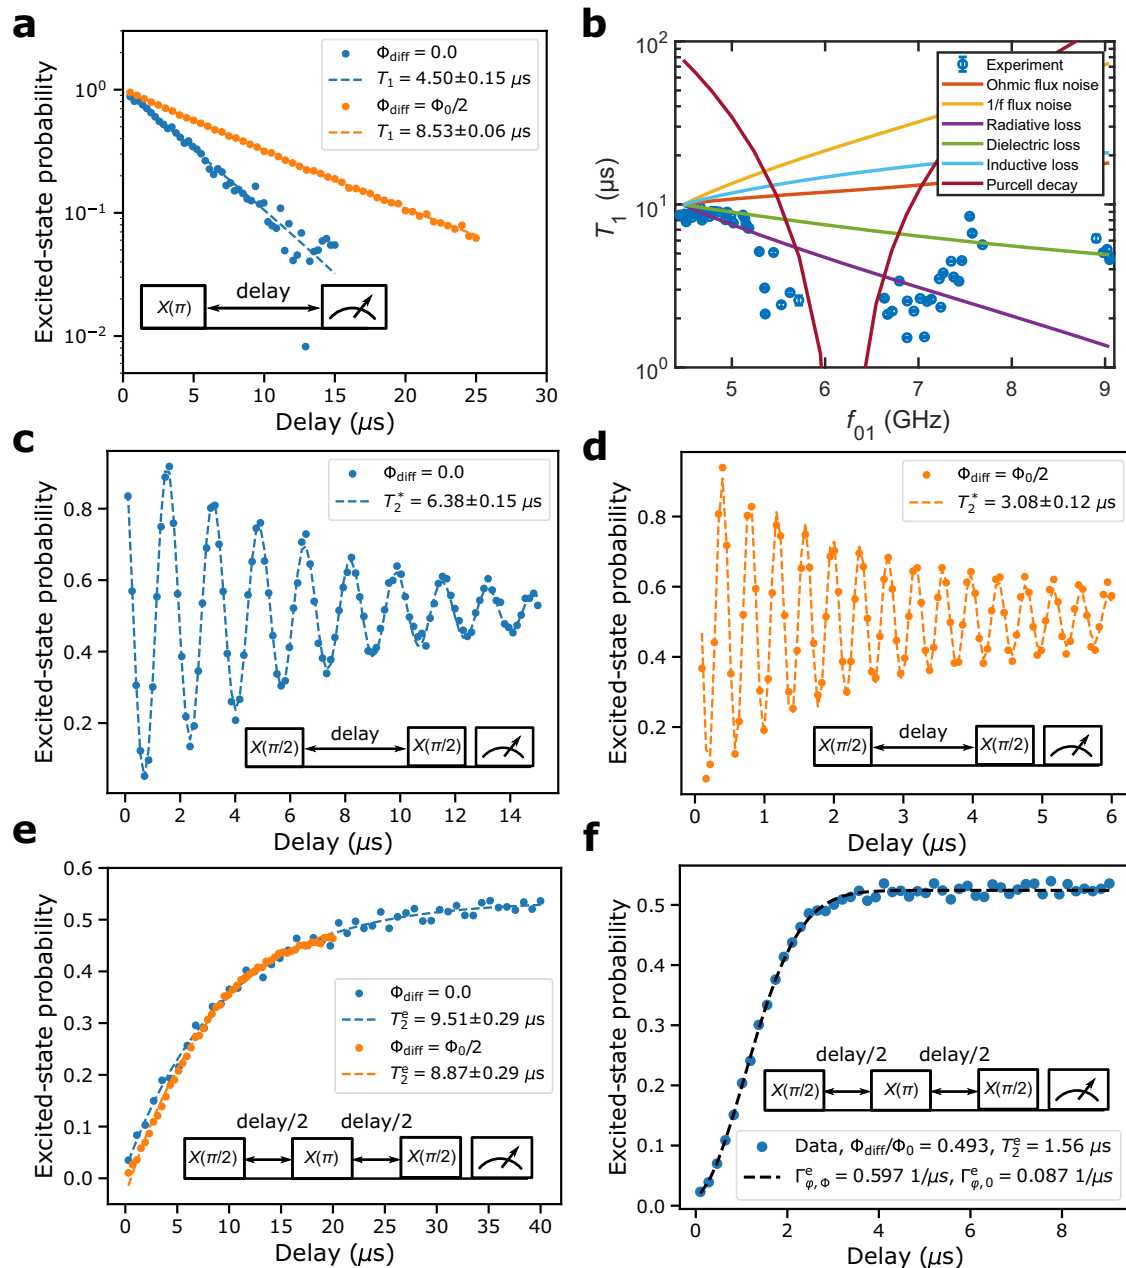 a
Excited-state probability
10⁰
10⁻¹
10⁻²
Φdiff = 0.0
T₁ = 4.50±0.15 μs
Φdiff = Φ₀/2
T₁ = 8.53±0.06 μs
X(π)
delay
0 5 10 15 20 25 30
Delay (μs)
b
T₁ (μs)
10²
10¹
10⁰
Experiment
Ohmic flux noise
1/f flux noise
Radiative loss
Dielectric loss
Inductive loss
Purcell decay
5 6 7 8 9
f₀₁ (GHz)
c
Excited-state probability
0.8
0.6
0.4
0.2
Φdiff = 0.0
T₂* = 6.38±0.15 μs
X(π/2)
delay
X(π/2)
0 2 4 6 8 10 12 14
Delay (μs)
d
Excited-state probability
0.8
0.6
0.4
0.2
Φdiff = Φ₀/2
T₂* = 3.08±0.12 μs
X(π/2)
delay
X(π/2)
0 1 2 3 4 5 6
Delay (μs)
e
Excited-state probability
0.6
0.5
0.4
0.3
0.2
0.1
0.0
Φdiff = 0.0
T₂ᵉ = 9.51±0.29 μs
Φdiff = Φ₀/2
T₂ᵉ = 8.87±0.29 μs
delay/2 delay/2
X(π/2) X(π) X(π/2)
0 5 10 15 20 25 30 35 40
Delay (μs)
f
Excited-state probability
0.5
0.4
0.3
0.2
0.1
0.0
delay/2 delay/2
X(π/2) X(π) X(π/2)
Data, Φdiff/Φ₀ = 0.493, T₂ᵉ = 1.56 μs
Γᵉφ,Φ = 0.597 1/μs, Γᵉφ,0 = 0.087 1/μs
0 2 4 6 8
Delay (μs)